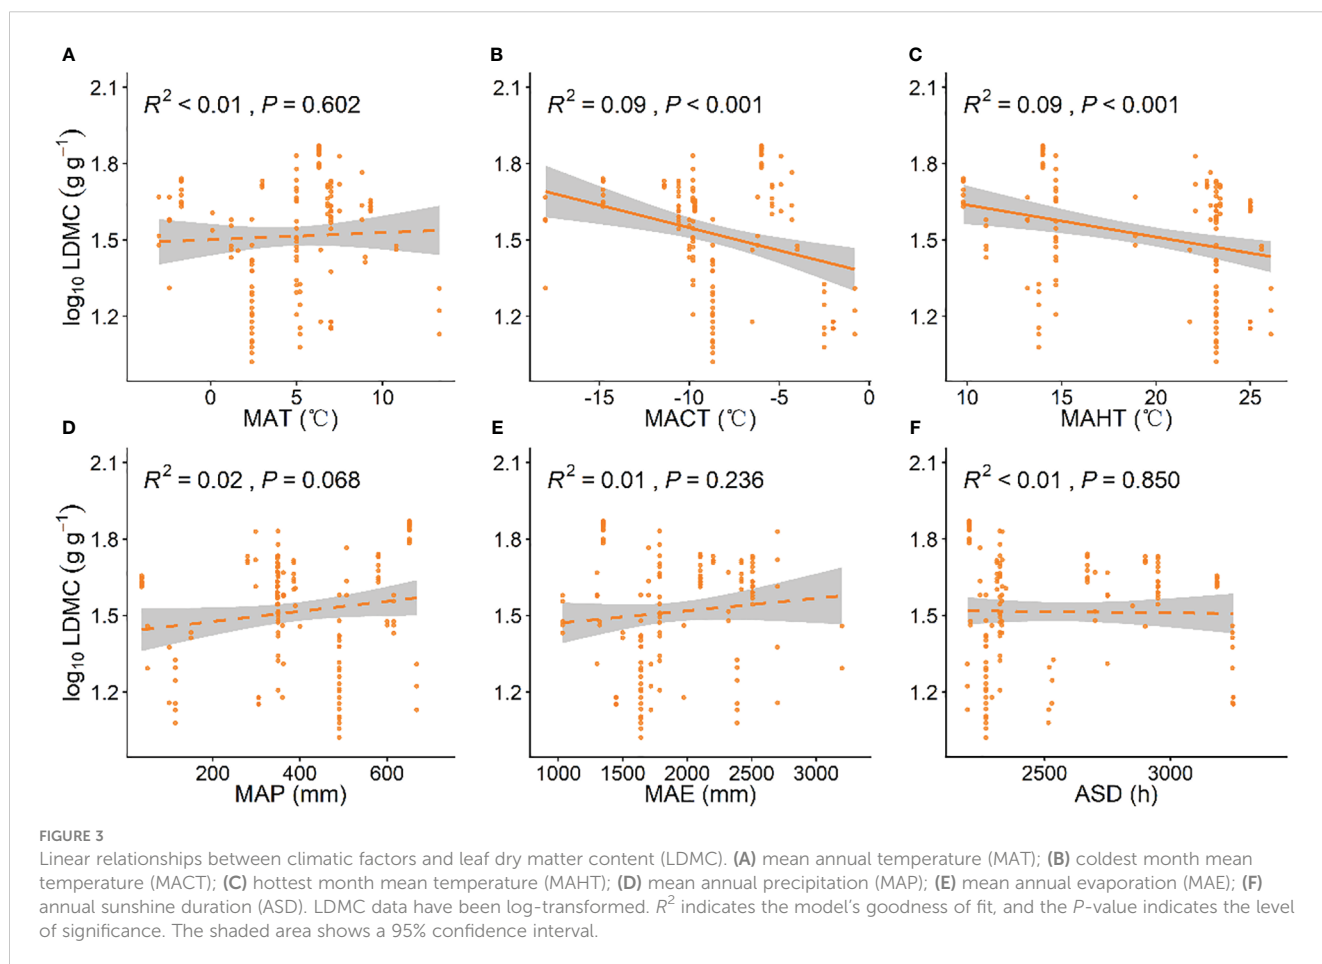 A
B
C
R² < 0.01 , P = 0.602
R² = 0.09 , P < 0.001
R² = 0.09 , P < 0.001
log₁₀ LDMC (g g⁻¹)
2.1
1.8
1.5
1.2
2.1
1.8
1.5
1.2
2.1
1.8
1.5
1.2
0 5 10
-15 -10 -5 0
10 15 20 25
MAT (℃)
MACT (℃)
MAHT (℃)
D
E
F
R² = 0.02 , P = 0.068
R² = 0.01 , P = 0.236
R² < 0.01 , P = 0.850
log₁₀ LDMC (g g⁻¹)
2.1
1.8
1.5
1.2
2.1
1.8
1.5
1.2
2.1
1.8
1.5
1.2
200 400 600
1000 1500 2000 2500 3000
2500 3000
MAP (mm)
MAE (mm)
ASD (h)
FIGURE 3
Linear relationships between climatic factors and leaf dry matter content (LDMC). (A) mean annual temperature (MAT); (B) coldest month mean
temperature (MACT); (C) hottest month mean temperature (MAHT); (D) mean annual precipitation (MAP); (E) mean annual evaporation (MAE); (F)
annual sunshine duration (ASD). LDMC data have been log-transformed. R² indicates the model's goodness of fit, and the P-value indicates the level
of significance. The shaded area shows a 95% confidence interval.